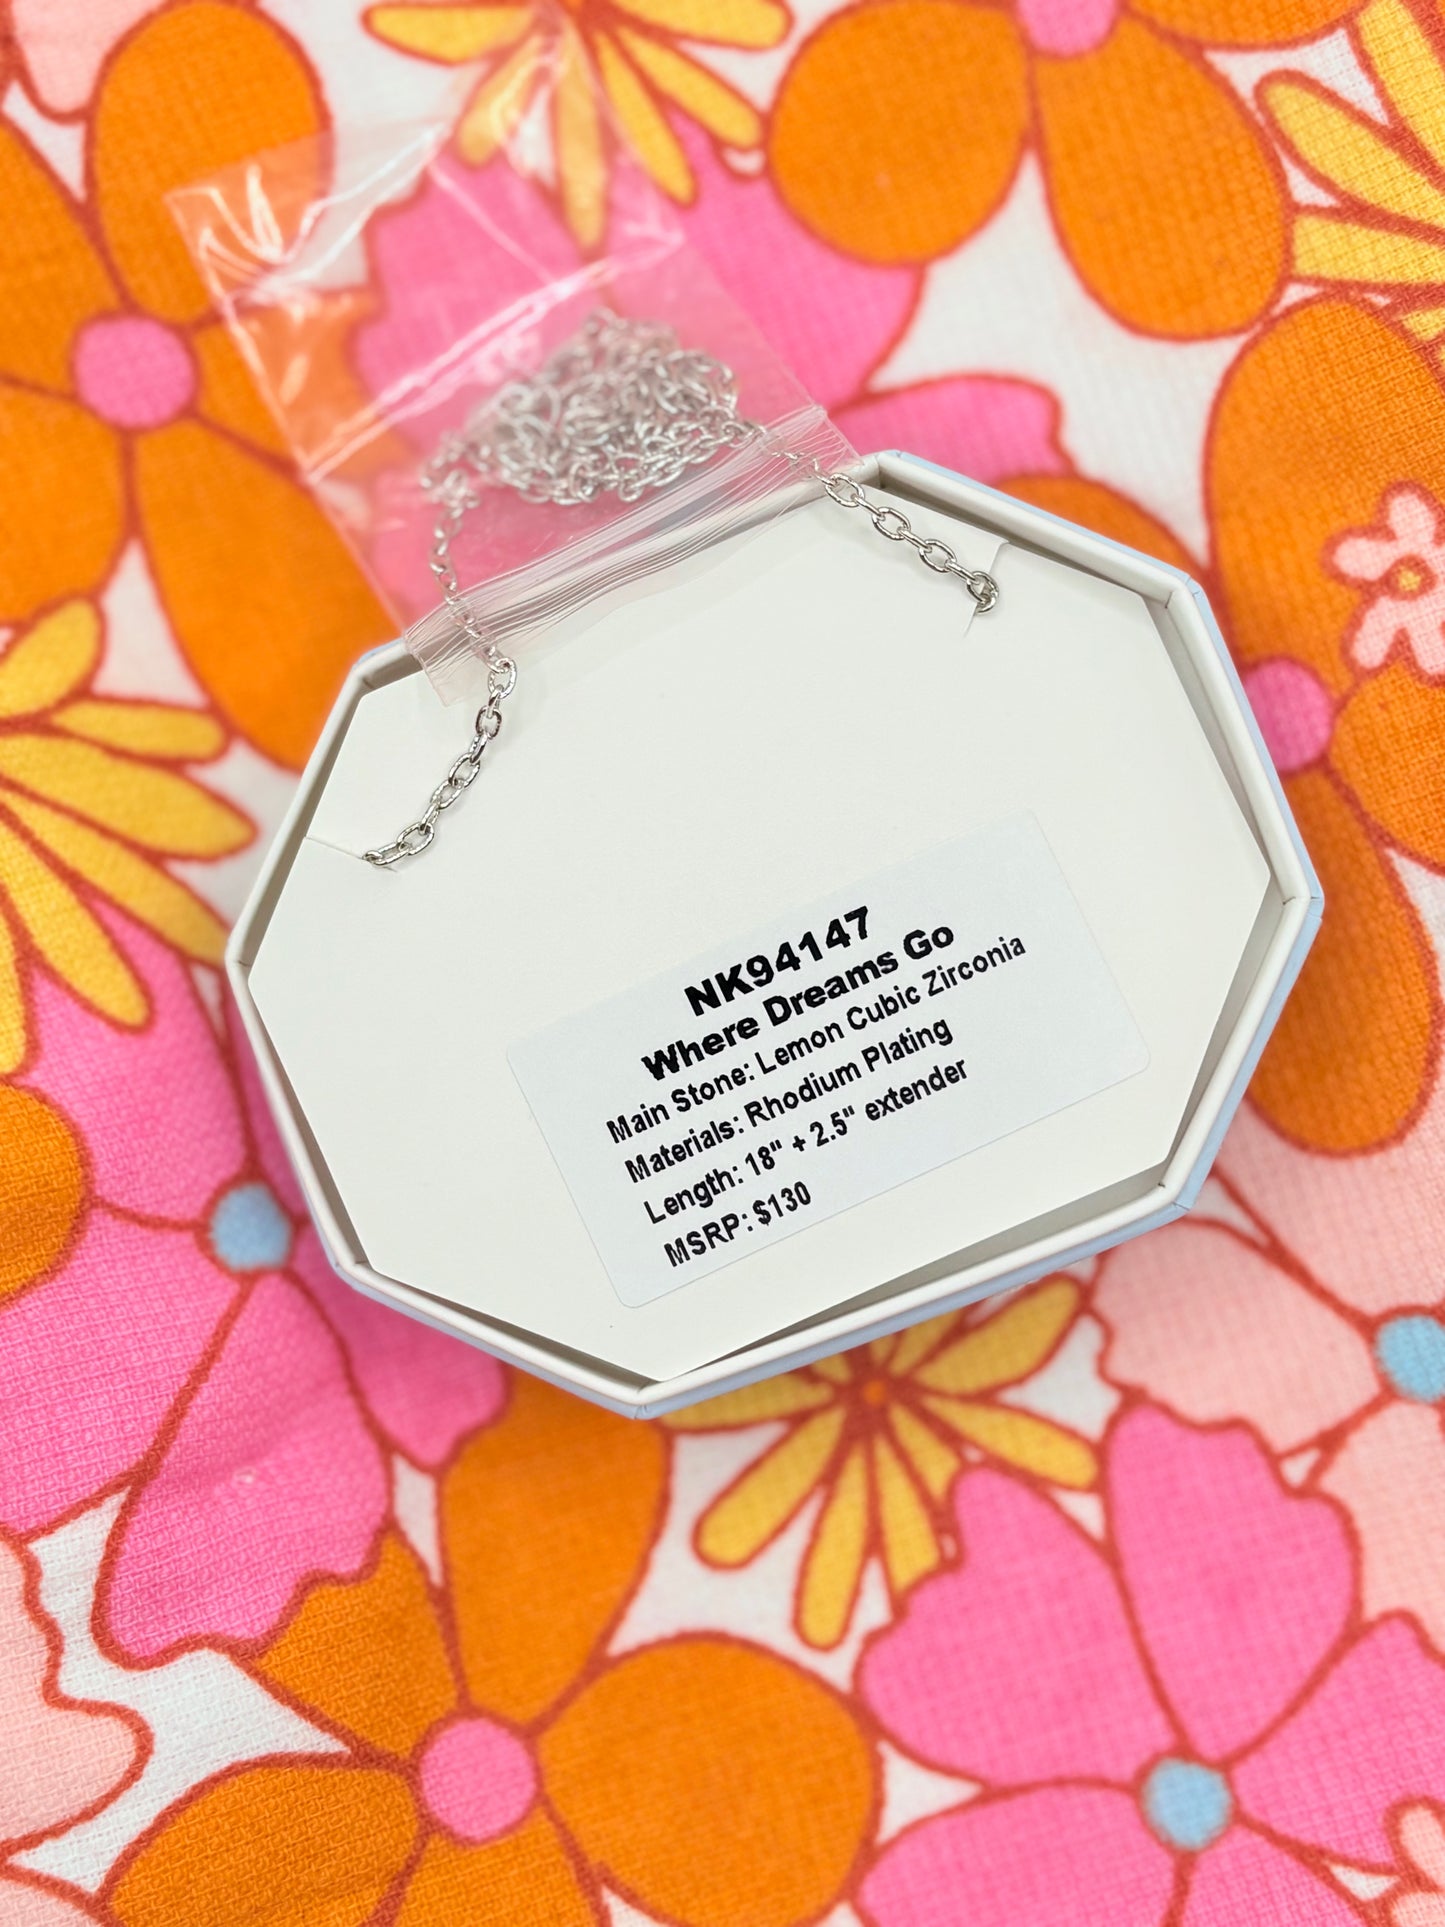 NK94147
Where Dreams Go
Main Stone: Lemon Cubic Zirconia
Materials: Rhodium Plating
Length: 18" + 2.5" extender
MSRP: $130